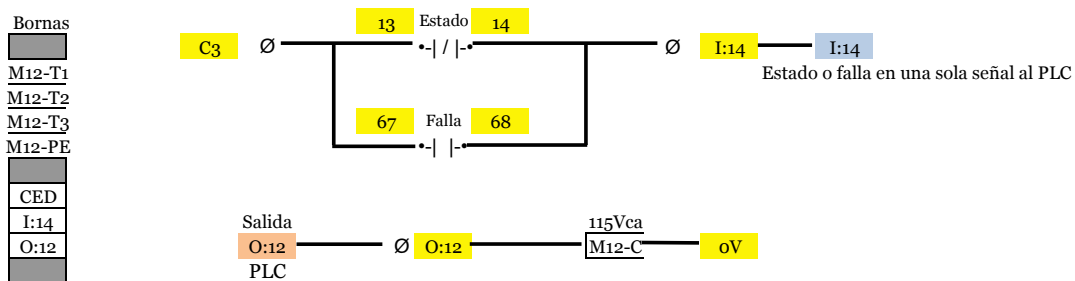 Bornas
M12-T1
M12-T2
M12-T3
M12-PE
CED
I:14
O:12
13 Estado 14
C3 Ø •-| / |-• Ø I:14 I:14
Estado o falla en una sola señal al PLC
67 Falla 68
•-| |-•
Salida 115Vca
O:12 Ø O:12 M12-C 0V
PLC